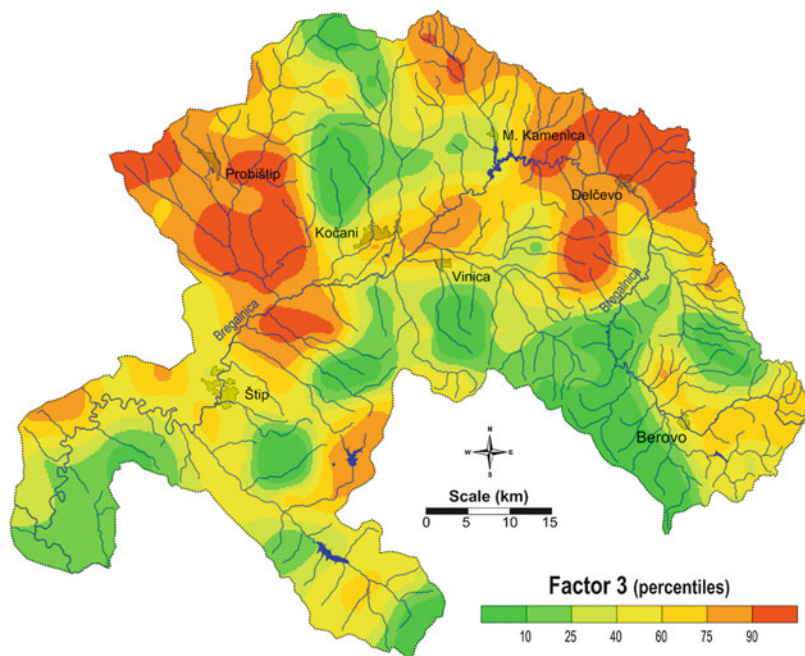 M. Kamenica
Probištip
Delčevo
Kočani
Vinica
Bregalnica
Bregalnica
Štip
Berovo
N
W E
S
Scale (km)
0 5 10 15
Factor 3 (percentiles)
10 25 40 60 75 90